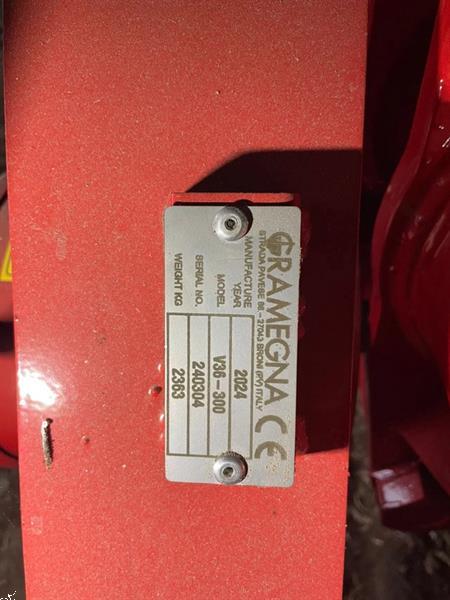 GRAMEGNA CE
STRADA PAVESE 86 – 27043 BRONI (PV) ITALY
MANUFACTURE YEAR 2024
MODEL V36-300
SERIAL NO. 240304
WEIGHT KG 2363